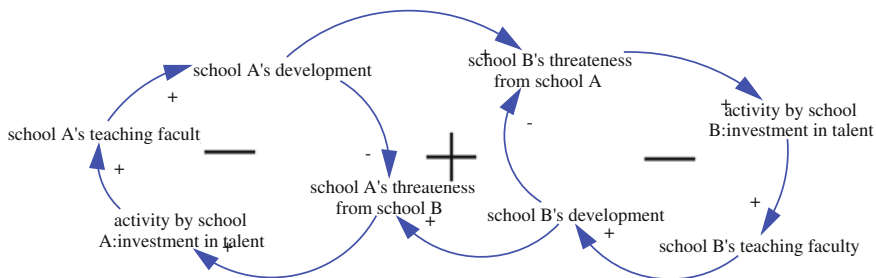 school A's development
+
school B's threateness
from school A
+
+
activity by school
B:investment in talent
school A's teaching facult
+
-
-
school A's threateness
from school B
+
school B's development
+
+
activity by school
A:investment in talent
+
school B's teaching faculty